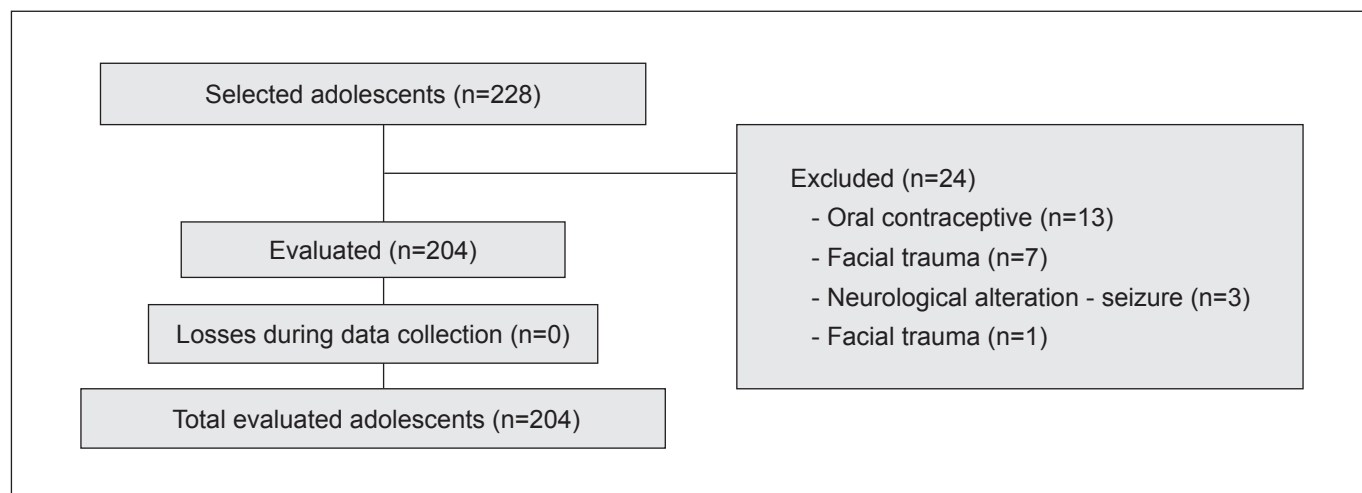 Selected adolescents (n=228)
Excluded (n=24)
- Oral contraceptive (n=13)
- Facial trauma (n=7)
- Neurological alteration - seizure (n=3)
- Facial trauma (n=1)
Evaluated (n=204)
Losses during data collection (n=0)
Total evaluated adolescents (n=204)